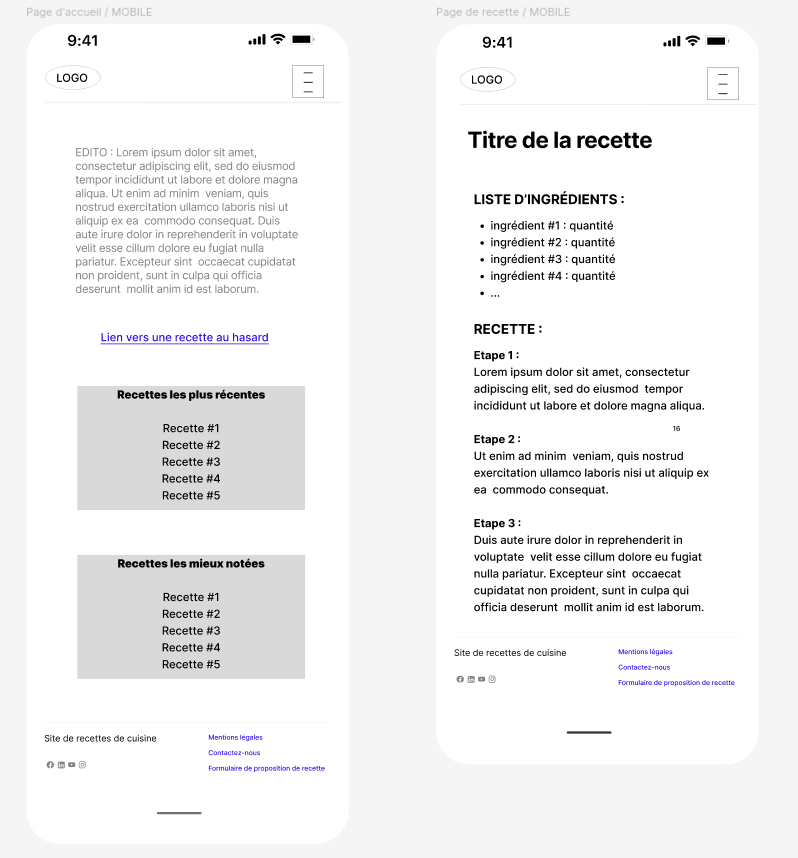 Page d'accueil / MOBILE
9:41
LOGO
EDITO : Lorem ipsum dolor sit amet,
consectetur adipiscing elit, sed do eiusmod
tempor incididunt ut labore et dolore magna
aliqua. Ut enim ad minim  veniam, quis
nostrud exercitation ullamco laboris nisi ut
aliquip ex ea  commodo consequat. Duis
aute irure dolor in reprehenderit in voluptate
velit esse cillum dolore eu fugiat nulla
pariatur. Excepteur sint  occaecat cupidatat
non proident, sunt in culpa qui officia
deserunt  mollit anim id est laborum.
Lien vers une recette au hasard
Recettes les plus récentes
Recette #1
Recette #2
Recette #3
Recette #4
Recette #5
Recettes les mieux notées
Recette #1
Recette #2
Recette #3
Recette #4
Recette #5
Site de recettes de cuisine
Mentions légales
Contactez-nous
Formulaire de proposition de recette
Page de recette / MOBILE
9:41
LOGO
Titre de la recette
LISTE D'INGRÉDIENTS :
• ingrédient #1 : quantité
• ingrédient #2 : quantité
• ingrédient #3 : quantité
• ingrédient #4 : quantité
• ...
RECETTE :
Etape 1 :
Lorem ipsum dolor sit amet, consectetur
adipiscing elit, sed do eiusmod  tempor
incididunt ut labore et dolore magna aliqua.
16
Etape 2 :
Ut enim ad minim  veniam, quis nostrud
exercitation ullamco laboris nisi ut aliquip ex
ea  commodo consequat.
Etape 3 :
Duis aute irure dolor in reprehenderit in
voluptate  velit esse cillum dolore eu fugiat
nulla pariatur. Excepteur sint  occaecat
cupidatat non proident, sunt in culpa qui
officia deserunt  mollit anim id est laborum.
Site de recettes de cuisine
Mentions légales
Contactez-nous
Formulaire de proposition de recette